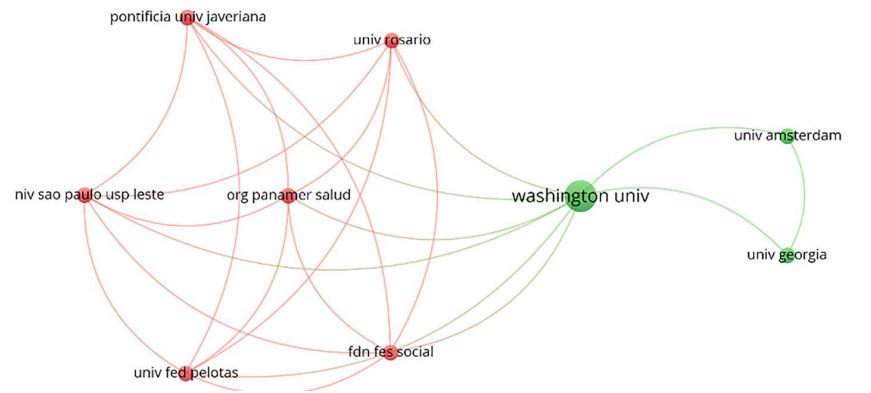 pontificia univ javeriana
univ rosario
univ amsterdam
niv sao paulo usp leste
org panamer salud
washington univ
univ georgia
fdn fes social
univ fed pelotas